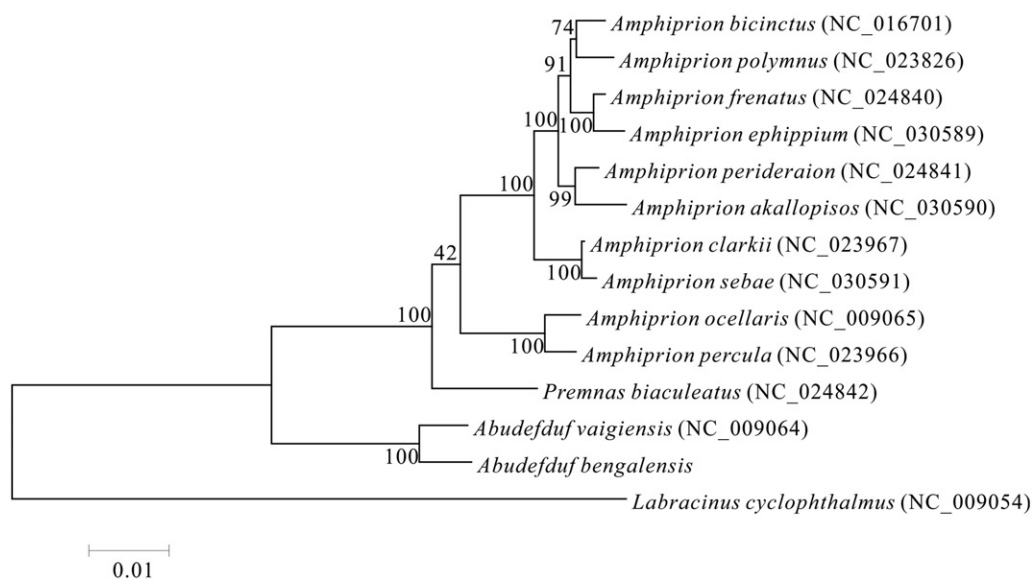 74
Amphiprion bicinctus (NC_016701)
Amphiprion polymnus (NC_023826)
91
Amphiprion frenatus (NC_024840)
100
100
Amphiprion ephippium (NC_030589)
Amphiprion perideraion (NC_024841)
100
99
Amphiprion akallopisos (NC_030590)
42
Amphiprion clarkii (NC_023967)
100
Amphiprion sebae (NC_030591)
100
Amphiprion ocellaris (NC_009065)
100
Amphiprion percula (NC_023966)
Premnas biaculeatus (NC_024842)
Abudefduf vaigiensis (NC_009064)
100
Abudefduf bengalensis
Labracinus cyclophthalmus (NC_009054)
0.01